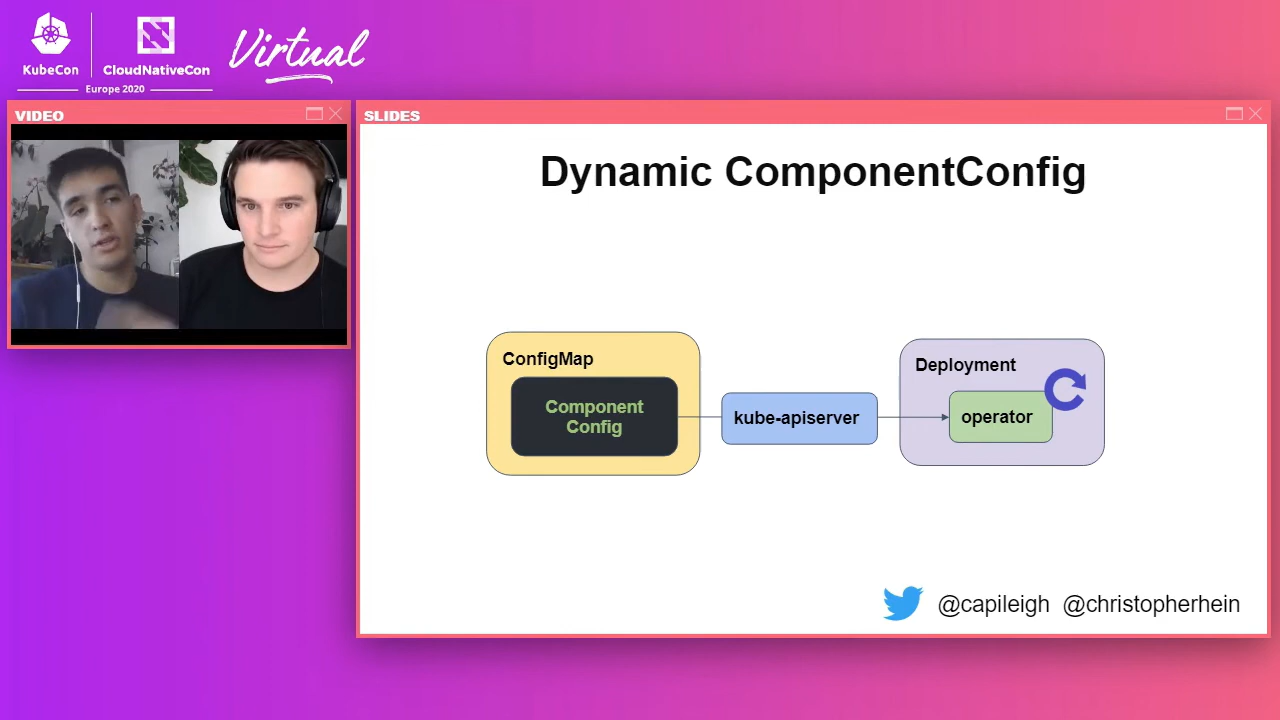 KubeCon
CloudNativeCon
Europe 2020
Virtual
VIDEO
SLIDES
Dynamic ComponentConfig
ConfigMap
Component
Config
kube-apiserver
Deployment
operator
@capileigh @christopherhein